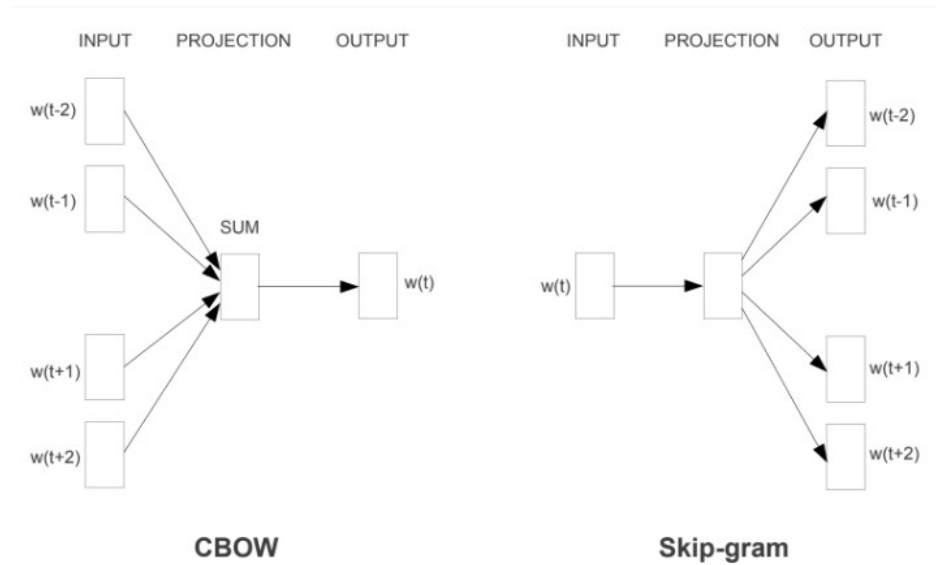 INPUT PROJECTION OUTPUT
w(t-2)
w(t-1)
SUM
w(t)
w(t+1)
w(t+2)
CBOW
INPUT PROJECTION OUTPUT
w(t-2)
w(t-1)
w(t)
w(t+1)
w(t+2)
Skip-gram